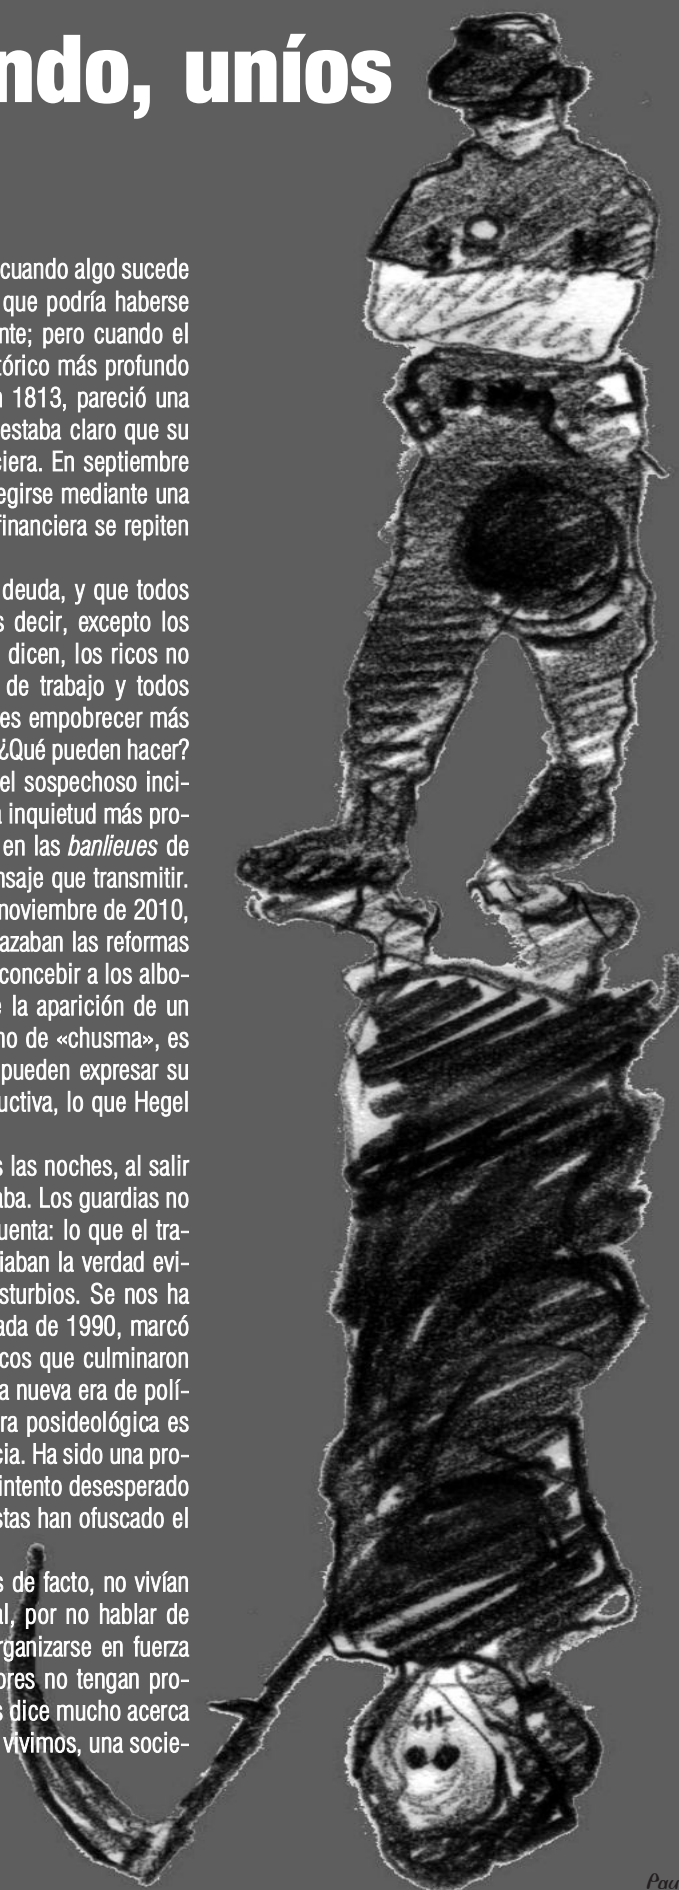 ndo, uníos
cuando algo sucede
que podría haberse
nte; pero cuando el
tórico más profundo
n 1813, pareció una
estaba claro que su
ciera. En septiembre
egirse mediante una
financiera se repiten
deuda, y que todos
s decir, excepto los
dicen, los ricos no
de trabajo y todos
es empobrecer más
¿Qué pueden hacer?
el sospechoso inci-
a inquietud más pro-
en las banlieues de
nsaje que transmitir.
noviembre de 2010,
azaban las reformas
concebir a los albo-
e la aparición de un
no de «chusma», es
pueden expresar su
uctiva, lo que Hegel
s las noches, al salir
aba. Los guardias no
uenta: lo que el tra-
iaban la verdad evi-
sturbios. Se nos ha
ada de 1990, marcó
cos que culminaron
a nueva era de polí-
ra posideológica es
cia. Ha sido una pro-
intento desesperado
stas han ofuscado el
s de facto, no vivían
al, por no hablar de
rganizarse en fuerza
ores no tengan pro-
s dice mucho acerca
vivimos, una socie-
Pau